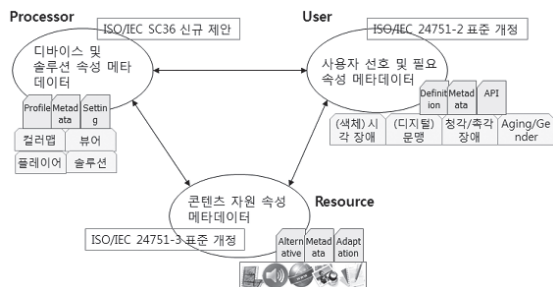 Processor
ISO/IEC SC36 신규 제안
디바이스 및
솔루션 속성 메타
데이터
Profile
Metad
ata
Settin
g
컬러맵
뷰어
플레이어
솔루션
User
ISO/IEC 24751-2 표준 개정
사용자 선호 및 필요
속성 메타데이터
Definit
ion
Metad
ata
API
(색체) 시
각 장애
(디지털)
문맹
청각/촉각
장애
Aging/Ge
nder
콘텐츠 자원 속성
메타데이터
Resource
ISO/IEC 24751-3 표준 개정
Altern
ative
Metad
ata
Adapt
ation